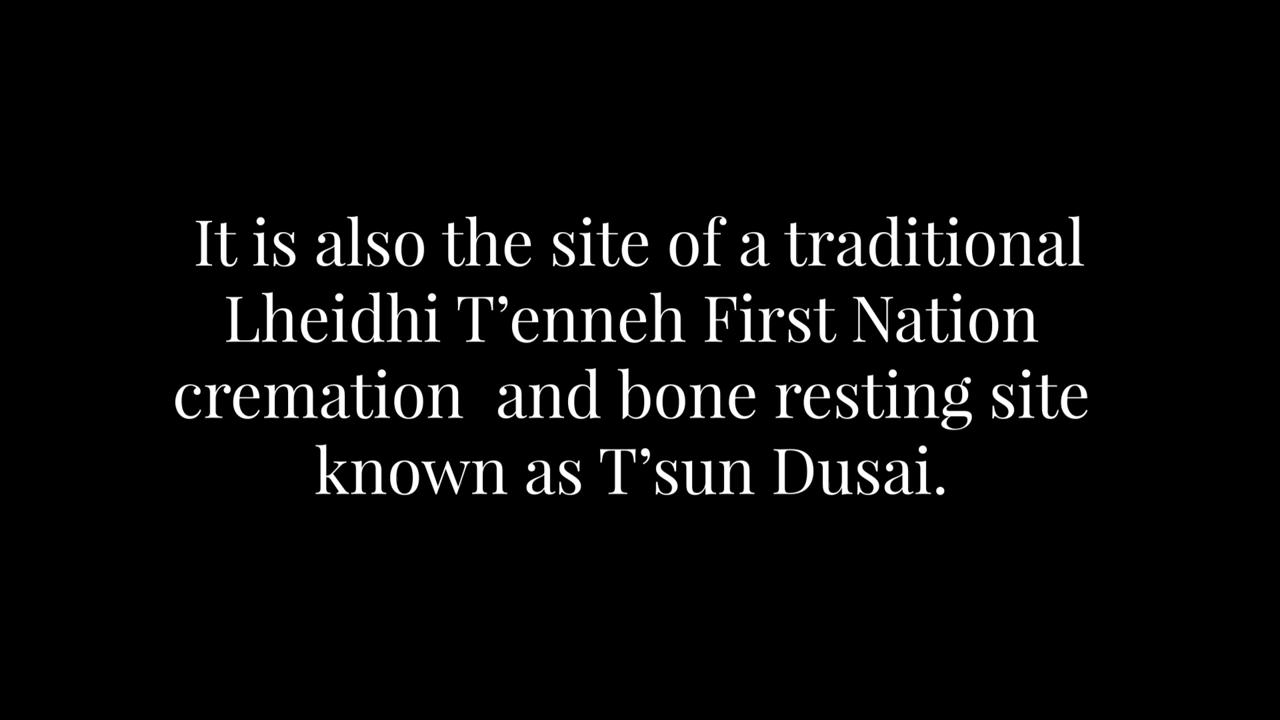 It is also the site of a traditional
Lheidhi T’enneh First Nation
cremation  and bone resting site
known as T’sun Dusai.